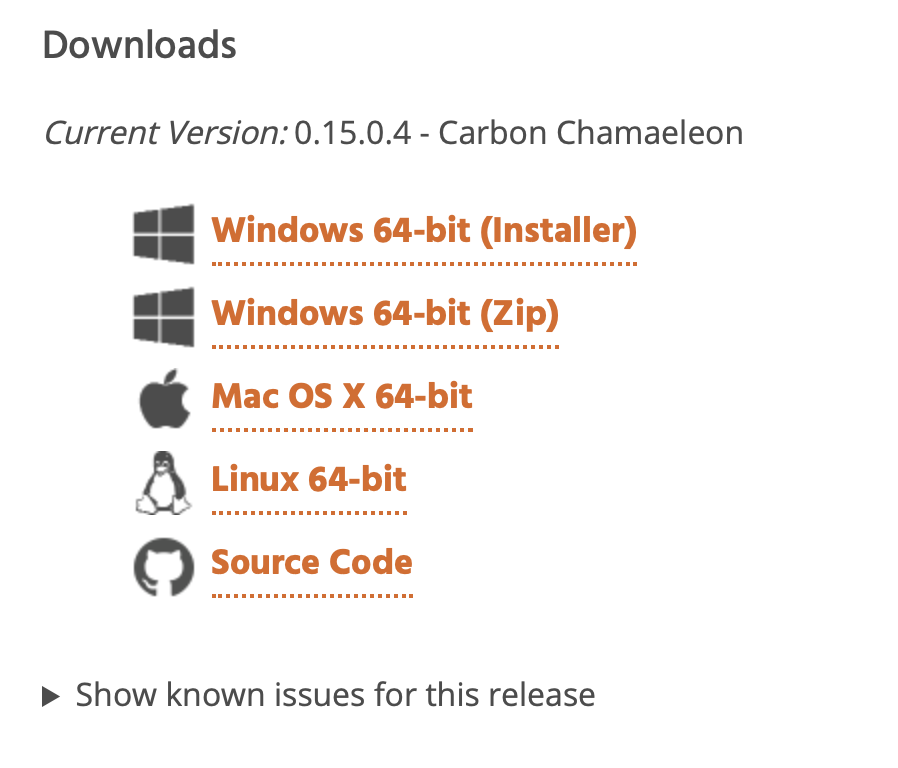 Downloads
Current Version: 0.15.0.4 - Carbon Chamaeleon
Windows 64-bit (Installer)
Windows 64-bit (Zip)
Mac OS X 64-bit
Linux 64-bit
Source Code
Show known issues for this release